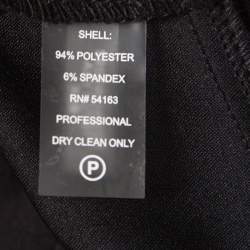 SHELL:
94% POLYESTER
6% SPANDEX
RN# 54163
PROFESSIONAL
DRY CLEAN ONLY
P